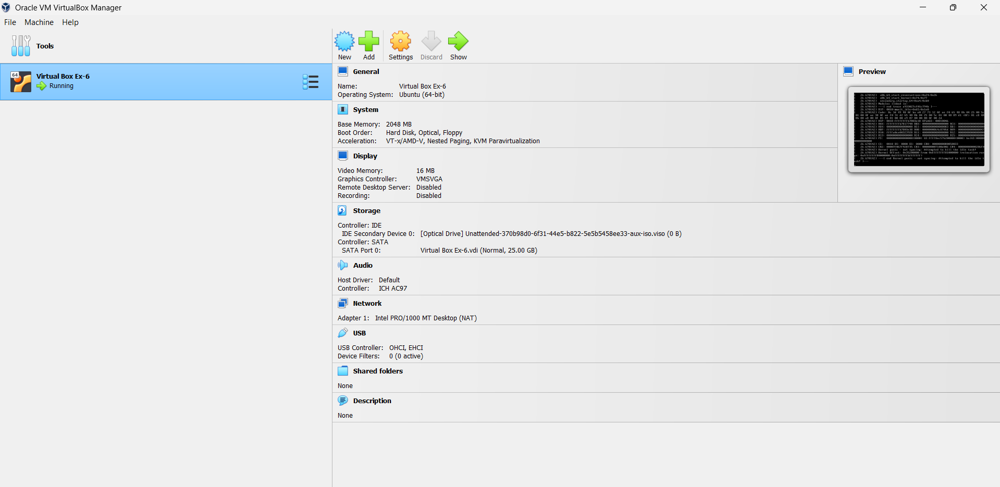 Oracle VM VirtualBox Manager
File Machine Help
Tools
New Add Settings Discard Show
64 Virtual Box Ex-6
Running
General
Name: Virtual Box Ex-6
Operating System: Ubuntu (64-bit)
System
Base Memory: 2048 MB
Boot Order: Hard Disk, Optical, Floppy
Acceleration: VT-x/AMD-V, Nested Paging, KVM Paravirtualization
Display
Video Memory: 16 MB
Graphics Controller: VMSVGA
Remote Desktop Server: Disabled
Recording: Disabled
Preview
Storage
Controller: IDE
IDE Secondary Device 0: [Optical Drive] Unattended-370b98d0-6f31-44e5-b822-5e5b5458ee33-aux-iso.viso (0 B)
Controller: SATA
SATA Port 0: Virtual Box Ex-6.vdi (Normal, 25.00 GB)
Audio
Host Driver: Default
Controller: ICH AC97
Network
Adapter 1: Intel PRO/1000 MT Desktop (NAT)
USB
USB Controller: OHCI, EHCI
Device Filters: 0 (0 active)
Shared folders
None
Description
None